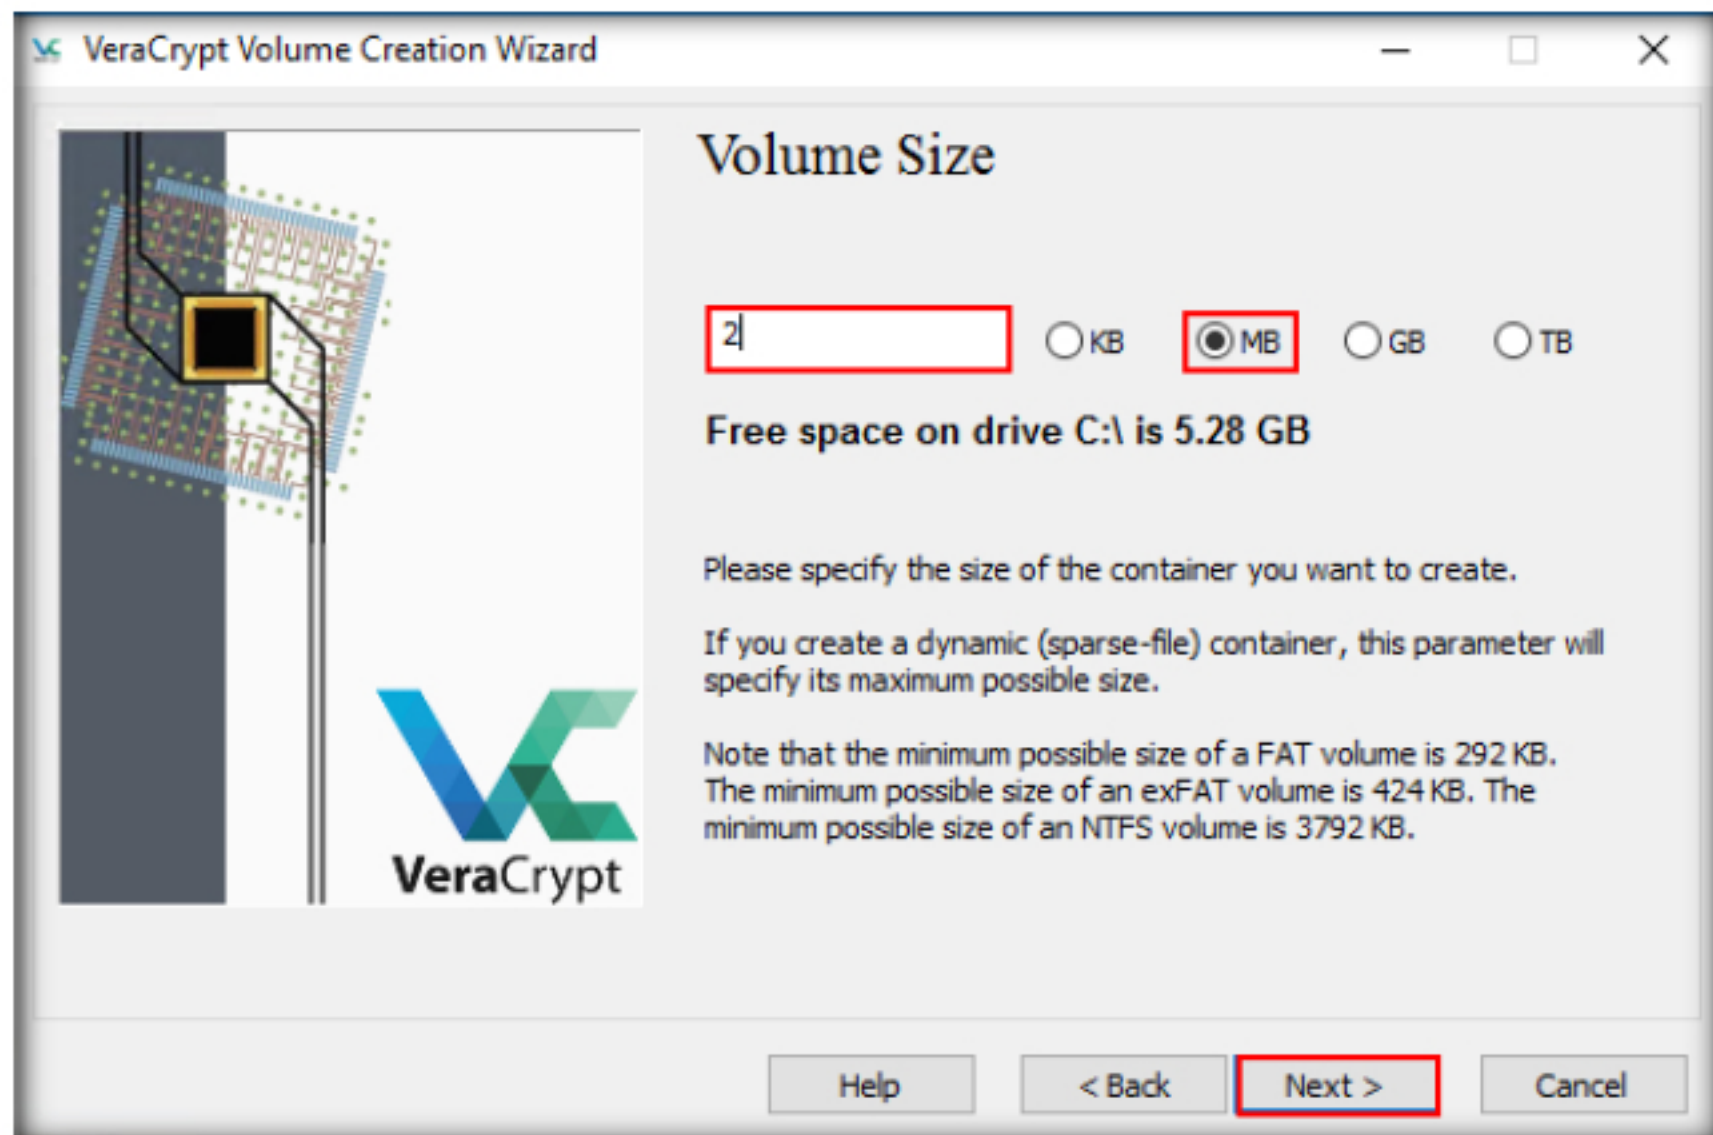 VeraCrypt Volume Creation Wizard
Volume Size
2 KB MB GB TB
Free space on drive C:\ is 5.28 GB
Please specify the size of the container you want to create.
If you create a dynamic (sparse-file) container, this parameter will
specify its maximum possible size.
Note that the minimum possible size of a FAT volume is 292 KB.
The minimum possible size of an exFAT volume is 424 KB. The
minimum possible size of an NTFS volume is 3792 KB.
VeraCrypt
Help < Back Next > Cancel